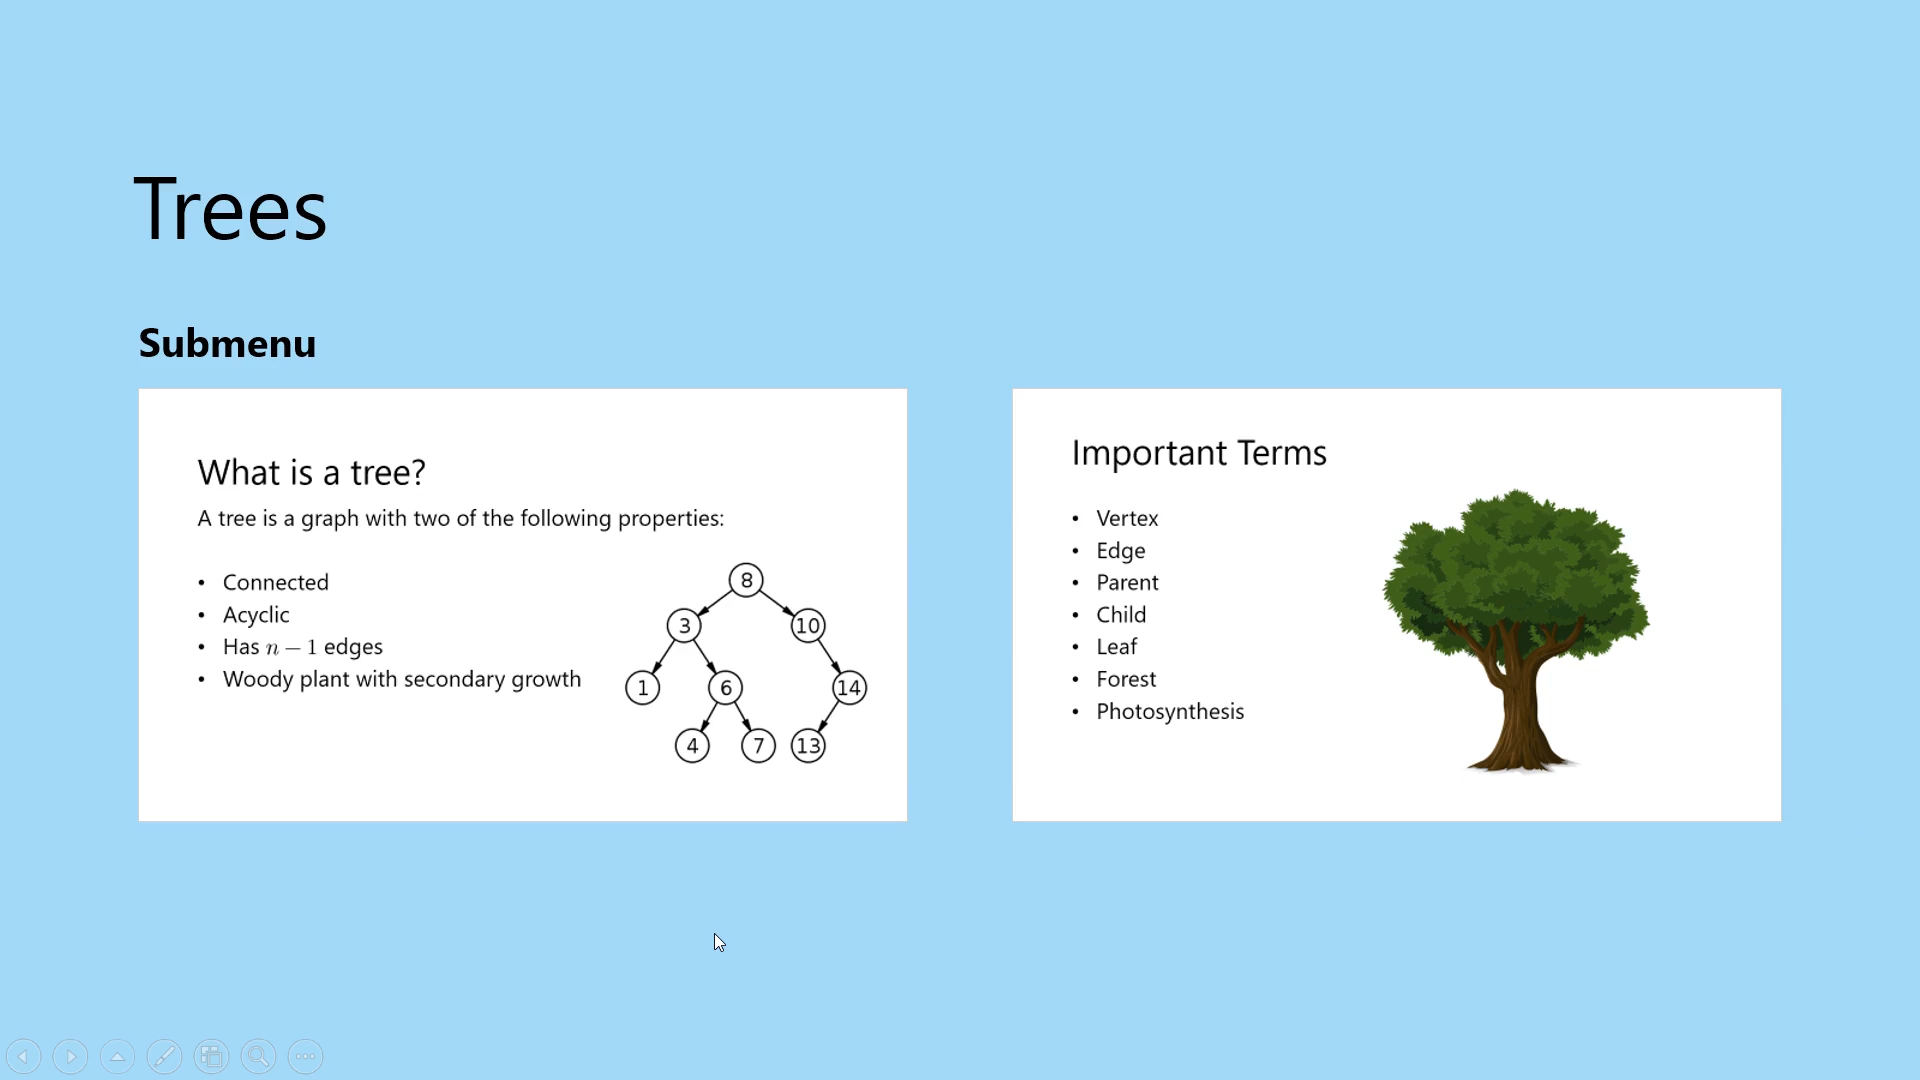 Trees
Submenu
What is a tree?
A tree is a graph with two of the following properties:
• Connected
• Acyclic
• Has n − 1 edges
• Woody plant with secondary growth
8
3 10
1 6 14
4 7 13
Important Terms
• Vertex
• Edge
• Parent
• Child
• Leaf
• Forest
• Photosynthesis